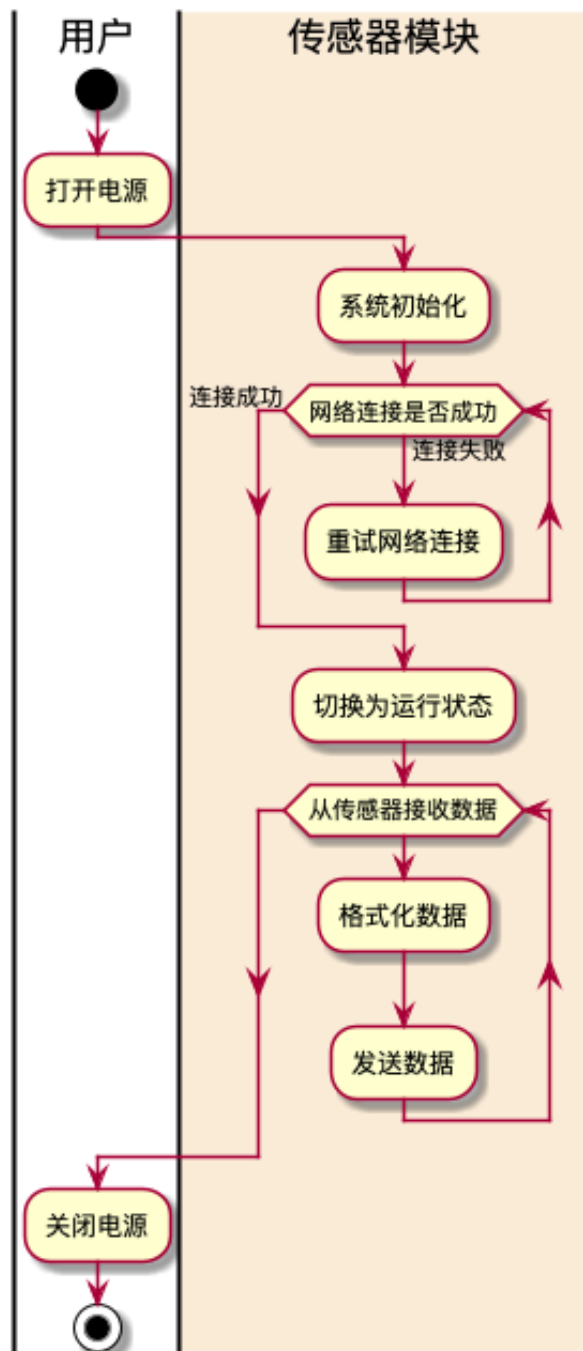 用户
传感器模块
打开电源
系统初始化
连接成功
网络连接是否成功
连接失败
重试网络连接
切换为运行状态
从传感器接收数据
格式化数据
发送数据
关闭电源